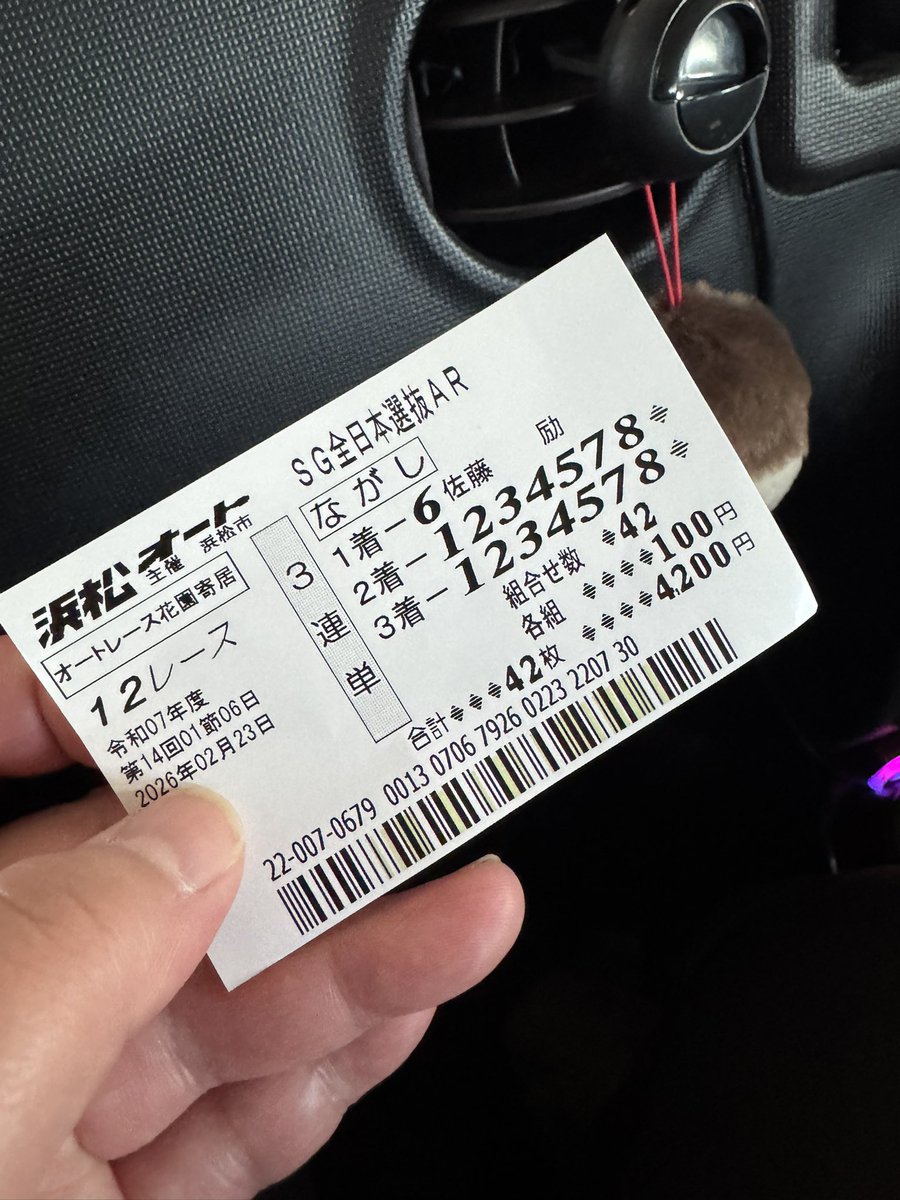 浜松オート
主催 浜松市
オートレース花園寄居
12レース
令和07年度
第14回01節06日
2026年02月23日
SG全日本選抜AR
3連単
ながし
1着-6 佐藤 励
2着-1234578
3着-1234578
組合せ数 42
各組 100円
合計 42枚 4,200円
22-007-0679 0013 0706 7926 0223 2207 30